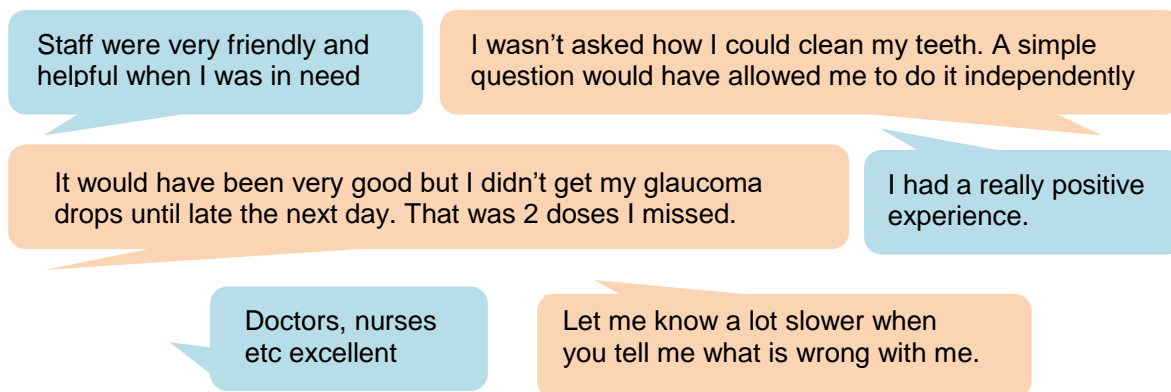 Staff were very friendly and
helpful when I was in need
I wasn't asked how I could clean my teeth. A simple
question would have allowed me to do it independently
It would have been very good but I didn’t get my glaucoma
drops until late the next day. That was 2 doses I missed.
I had a really positive
experience.
Doctors, nurses
etc excellent
Let me know a lot slower when
you tell me what is wrong with me.